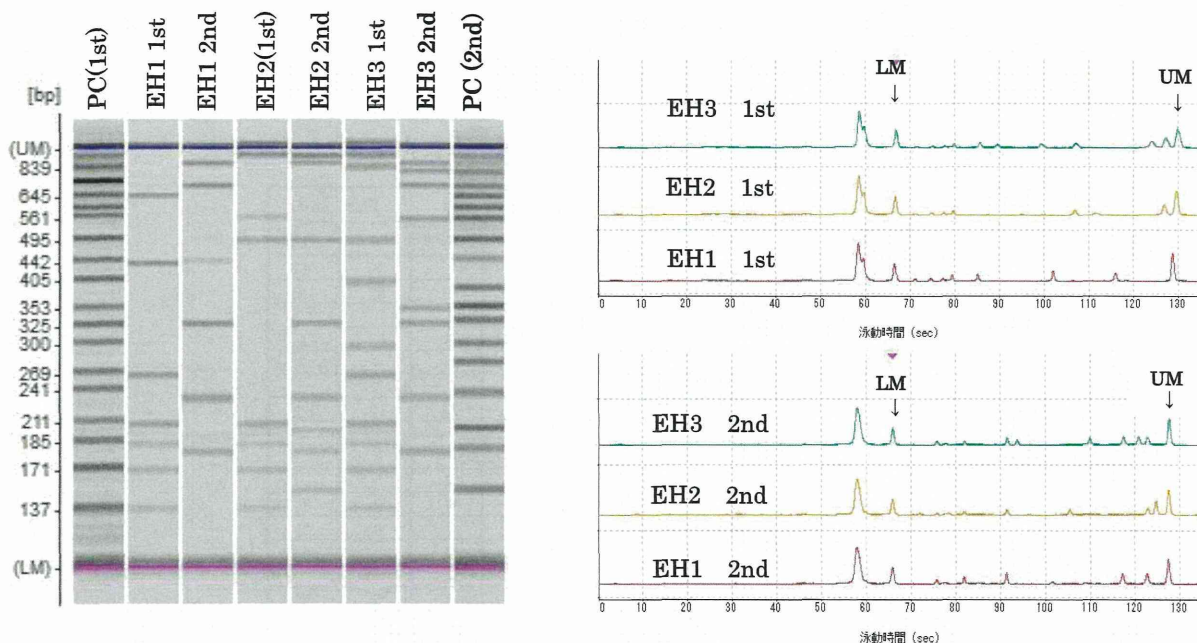 PC(1st) EH1 1st EH1 2nd EH2(1st) EH2 2nd EH3 1st EH3 2nd PC (2nd)
[bp]
(UM)
839
645
561
495
442
405
353
325
300
269
241
211
185
171
137
(LM)
LM UM
EH3 1st
EH2 1st
EH1 1st
0 10 20 30 40 50 60 70 80 90 100 110 120 130
泳動時間 (sec)
LM UM
EH3 2nd
EH2 2nd
EH1 2nd
0 10 20 30 40 50 60 70 80 90 100 110 120 130
泳動時間 (sec)